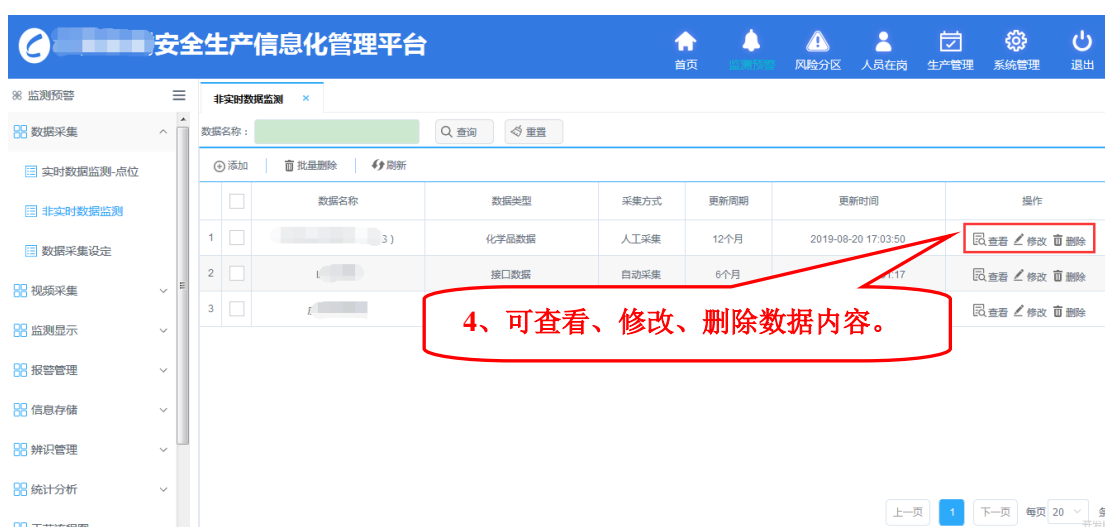 安全生产信息化管理平台
首页 监测预警 风险分区 人员在岗 生产管理 系统管理 退出
监测预警
非实时数据监测 ×
数据采集
数据名称： 查询 重置
添加 批量删除 刷新
实时数据监测-点位
数据名称 数据类型 采集方式 更新周期 更新时间 操作
非实时数据监测
1 3 ) 化学品数据 人工采集 12个月 2019-08-20 17:03:50 查看 修改 删除
数据采集设定
2 接口数据 自动采集 6个月 1:17 查看 修改 删除
视频采集
3 查看 修改 删除
4、可查看、修改、删除数据内容。
监测显示
报警管理
信息存储
辨识管理
统计分析
上一页 1 下一页 每页 20